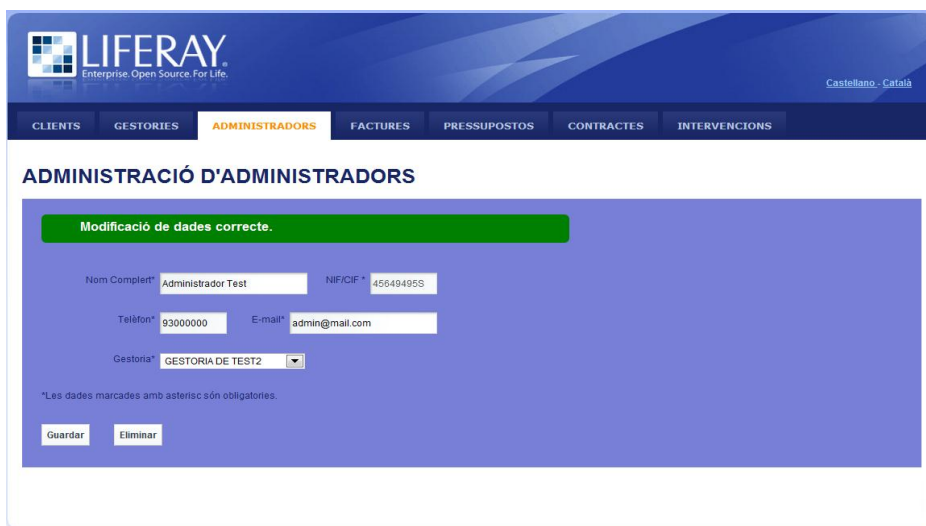 LIFERAY.
Enterprise. Open Source. For Life.
Castellano - Català
CLIENTS GESTORIES ADMINISTRADORS FACTURES PRESSUPOSTOS CONTRACTES INTERVENCIONS
ADMINISTRACIÓ D'ADMINISTRADORS
Modificació de dades correcte.
Nom Complert* Administrador Test NIF/CIF * 45649495S
Telèfon* 93000000 E-mail* admin@mail.com
Gestoria* GESTORIA DE TEST2
*Les dades marcades amb asterisc són obligatories.
Guardar Eliminar